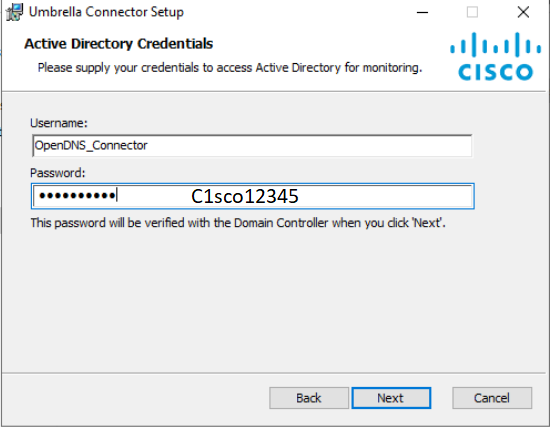 Umbrella Connector Setup
Active Directory Credentials
Please supply your credentials to access Active Directory for monitoring.
CISCO
Username:
OpenDNS_Connector
Password:
●●●●●●●●●● C1sco12345
This password will be verified with the Domain Controller when you click 'Next'.
Back Next Cancel